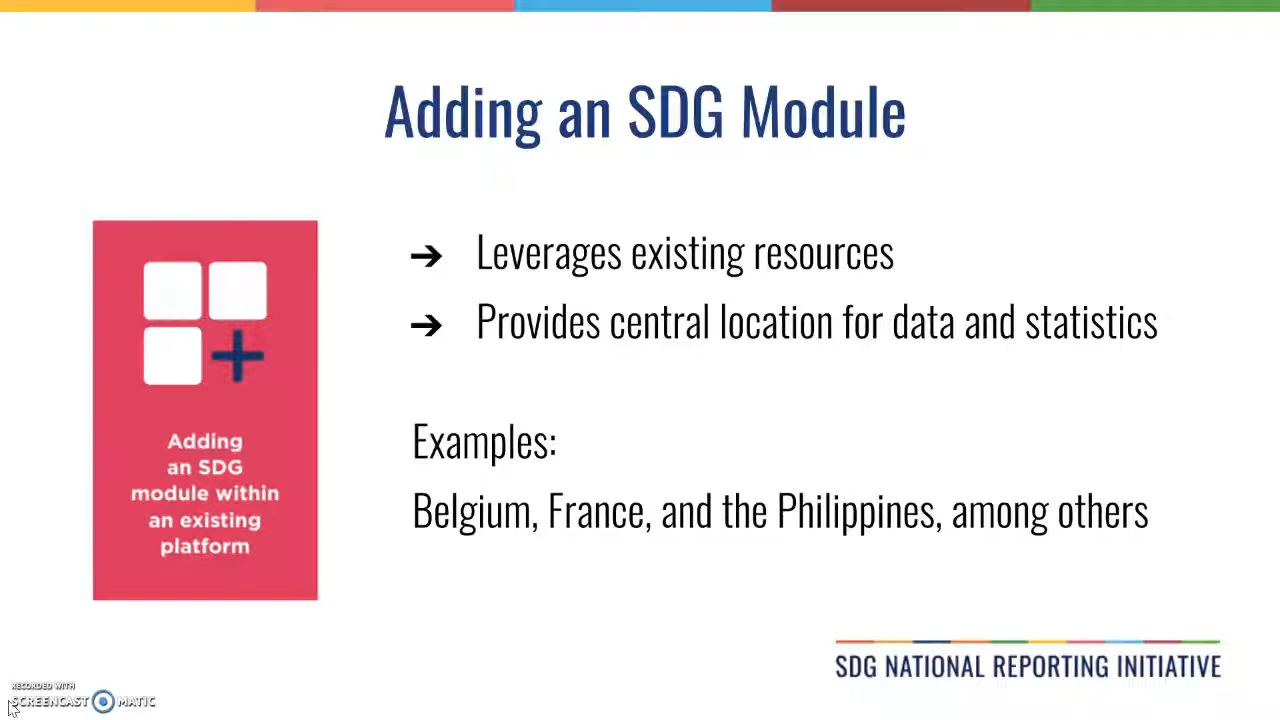 Adding an SDG Module
Adding
an SDG
module within
an existing
platform
➔ Leverages existing resources
➔ Provides central location for data and statistics
Examples:
Belgium, France, and the Philippines, among others
SDG NATIONAL REPORTING INITIATIVE
RECORDED WITH
SCREENCAST MATIC